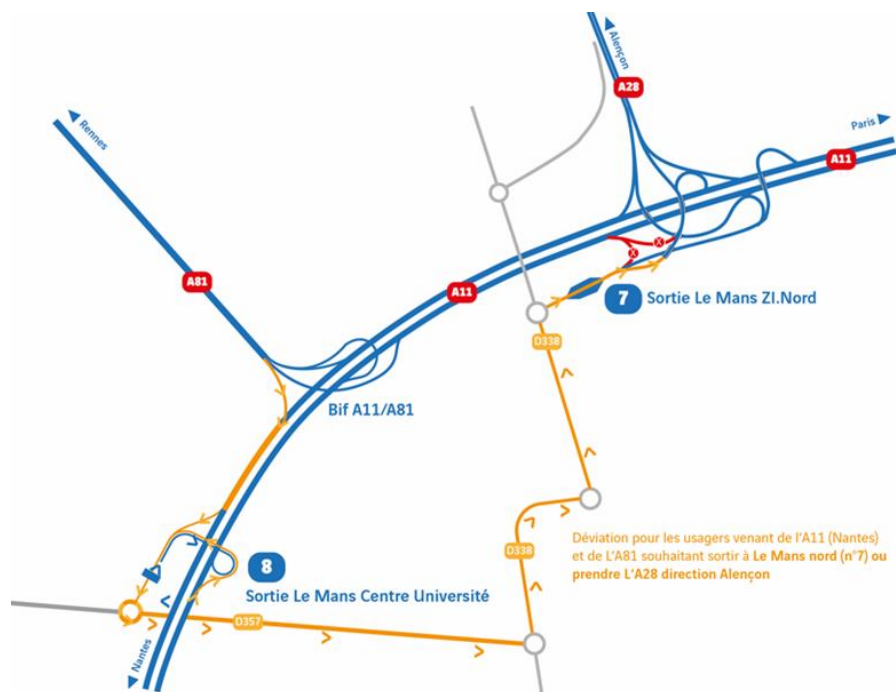 Alençon
A28
Paris
A11
Rennes
A81
A11
7 Sortie Le Mans ZI.Nord
D338
Bif A11/A81
D338
Déviation pour les usagers venant de l'A11 (Nantes)
et de L'A81 souhaitant sortir à Le Mans nord (n°7) ou
prendre L'A28 direction Alençon
8
Sortie Le Mans Centre Université
D357
Nantes